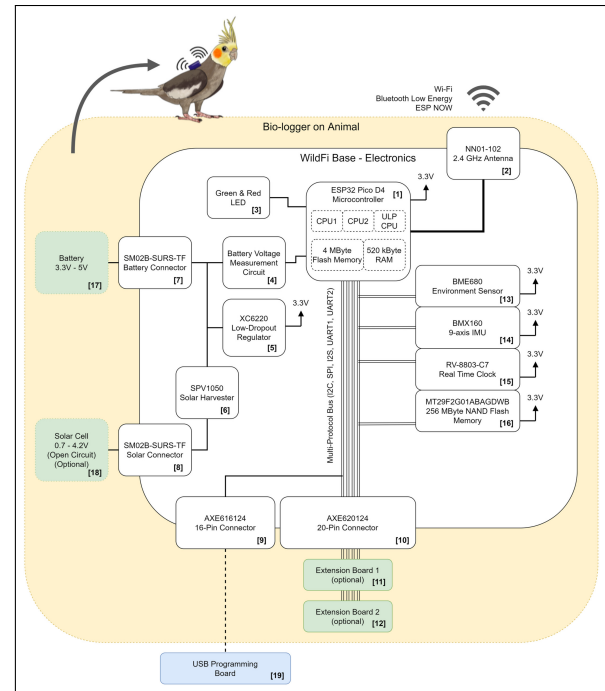 Wi-Fi
Bluetooth Low Energy
ESP NOW
Bio-logger on Animal
WildFi Base - Electronics
NN01-102
2.4 GHz Antenna
[2]
ESP32 Pico D4
Microcontroller
[1]
3.3V
CPU1
CPU2
ULP
CPU
4 MByte
Flash Memory
520 kByte
RAM
Green & Red
LED
[3]
Battery
3.3V - 5V
[17]
SM02B-SURS-TF
Battery Connector
[7]
Battery Voltage
Measurement
Circuit
[4]
XC6220
Low-Dropout
Regulator
[5]
3.3V
SPV1050
Solar Harvester
[6]
Solar Cell
0.7 - 4.2V
(Open Circuit)
(Optional)
[18]
SM02B-SURS-TF
Solar Connector
[8]
Multi-Protocol Bus (I2C, SPI, I2S, UART1, UART2)
BME680
Environment Sensor
[13]
3.3V
BMX160
9-axis IMU
[14]
3.3V
RV-8803-C7
Real Time Clock
[15]
3.3V
MT29F2G01ABAGDWB
256 MByte NAND Flash
Memory
[16]
3.3V
AXE616124
16-Pin Connector
[9]
AXE620124
20-Pin Connector
[10]
Extension Board 1
(optional)
[11]
Extension Board 2
(optional)
[12]
USB Programming
Board
[19]